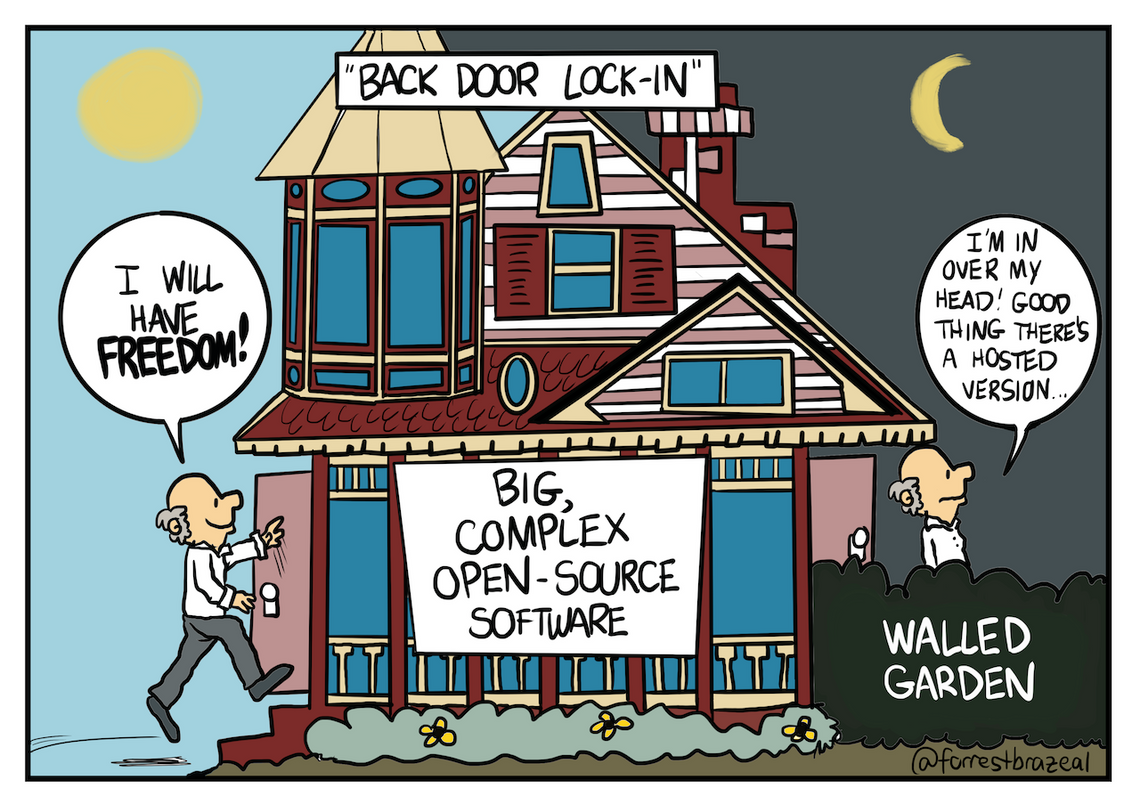 "BACK DOOR LOCK-IN"
I WILL
HAVE
FREEDOM!
I'M IN
OVER MY
HEAD! GOOD
THING THERE'S
A HOSTED
VERSION...
BIG,
COMPLEX
OPEN-SOURCE
SOFTWARE
WALLED
GARDEN
@forrestbrazeal